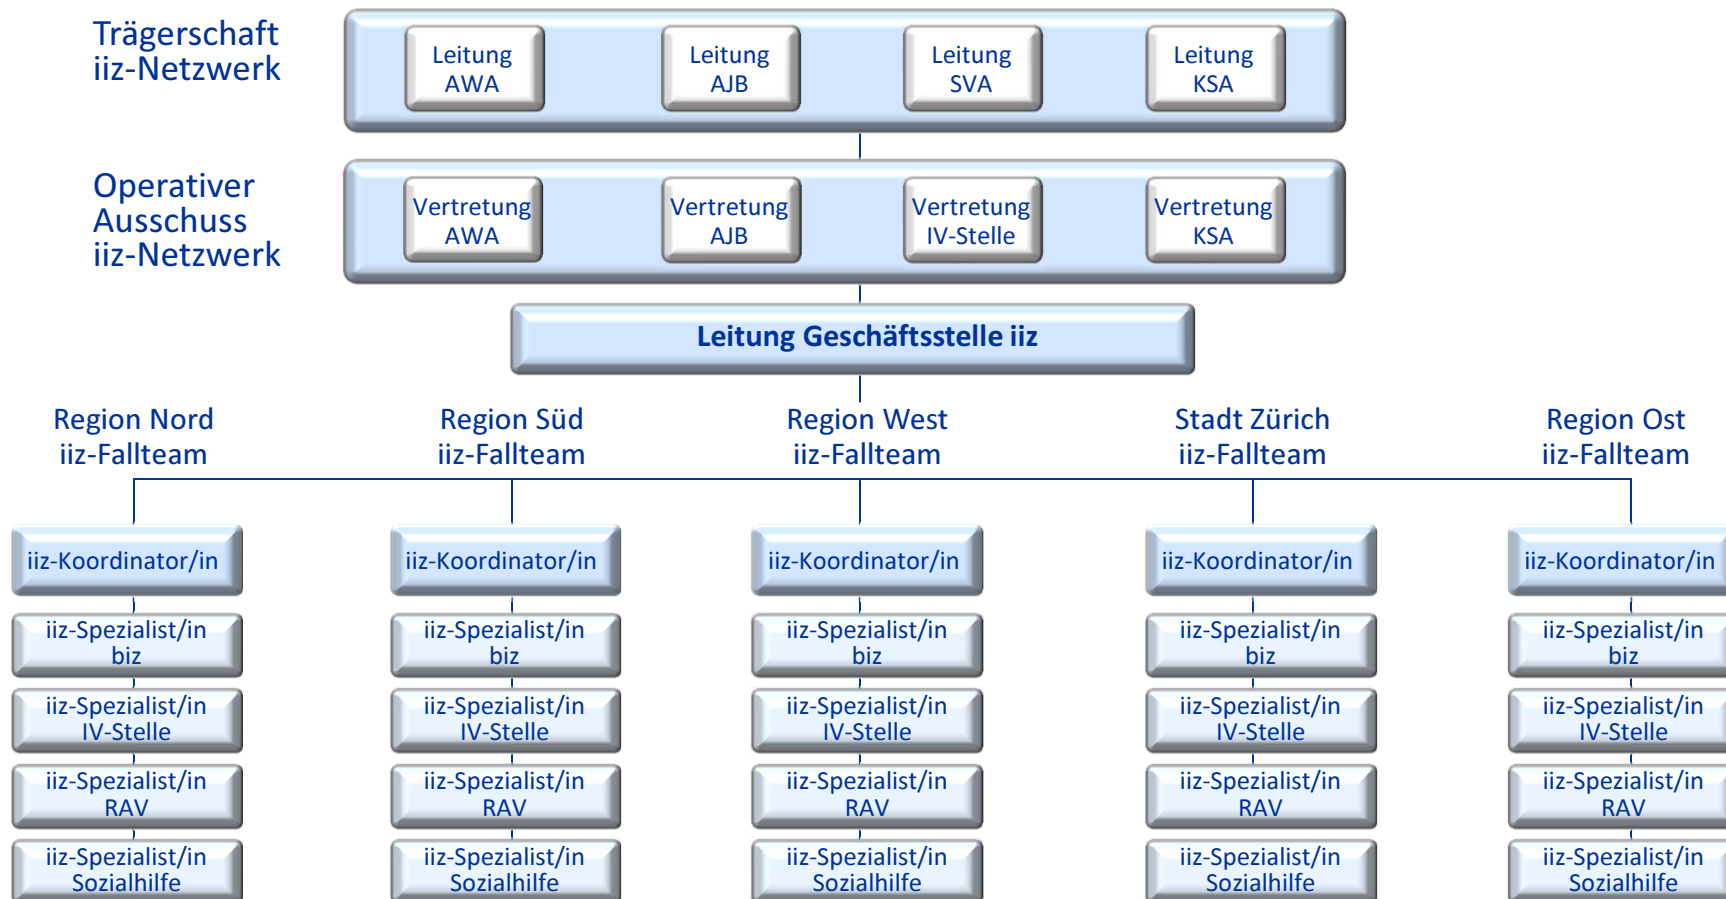 Trägerschaft
iiz-Netzwerk
Leitung
AWA
Leitung
AJB
Leitung
SVA
Leitung
KSA
Operativer
Ausschuss
iiz-Netzwerk
Vertretung
AWA
Vertretung
AJB
Vertretung
IV-Stelle
Vertretung
KSA
Leitung Geschäftsstelle iiz
Region Nord
iiz-Fallteam
Region Süd
iiz-Fallteam
Region West
iiz-Fallteam
Stadt Zürich
iiz-Fallteam
Region Ost
iiz-Fallteam
iiz-Koordinator/in
iiz-Koordinator/in
iiz-Koordinator/in
iiz-Koordinator/in
iiz-Koordinator/in
iiz-Spezialist/in
biz
iiz-Spezialist/in
biz
iiz-Spezialist/in
biz
iiz-Spezialist/in
biz
iiz-Spezialist/in
biz
iiz-Spezialist/in
IV-Stelle
iiz-Spezialist/in
IV-Stelle
iiz-Spezialist/in
IV-Stelle
iiz-Spezialist/in
IV-Stelle
iiz-Spezialist/in
IV-Stelle
iiz-Spezialist/in
RAV
iiz-Spezialist/in
RAV
iiz-Spezialist/in
RAV
iiz-Spezialist/in
RAV
iiz-Spezialist/in
RAV
iiz-Spezialist/in
Sozialhilfe
iiz-Spezialist/in
Sozialhilfe
iiz-Spezialist/in
Sozialhilfe
iiz-Spezialist/in
Sozialhilfe
iiz-Spezialist/in
Sozialhilfe